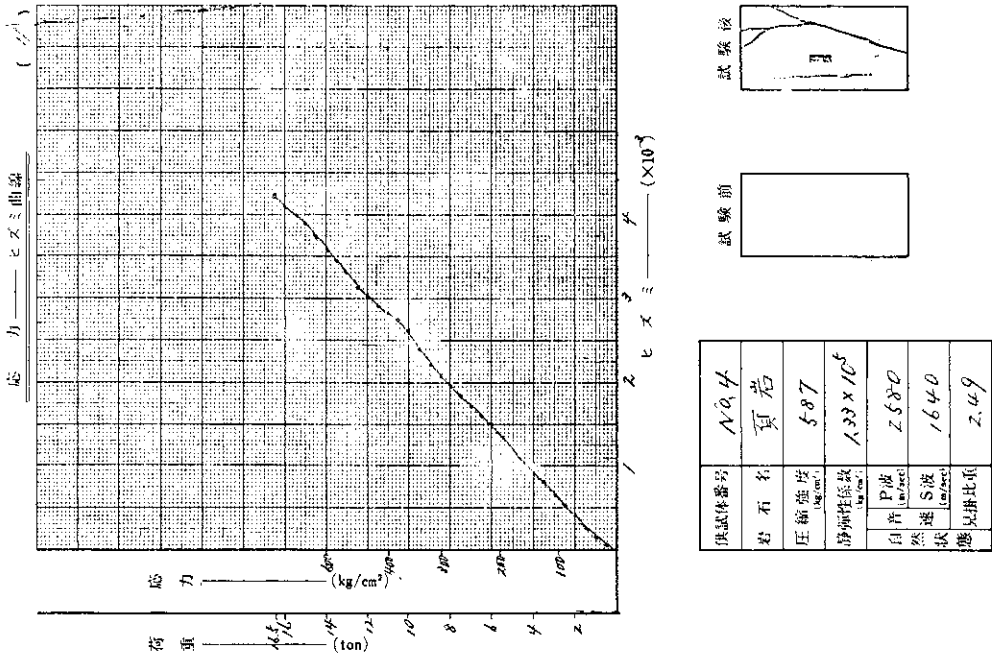 応力——ヒズミ曲線
荷重——(ton)
16.5
16
14
12
10
8
6
4
2
応力——(kg/cm²)
400
300
200
100
1
2
3
4
ヒズミ——(×10⁻³)
供試体番号 No,4
岩石名 頁岩
圧縮強度 (kg/cm²) 587
静弾性係数 (kg/cm²) 1.33×10⁵
自然状態 音速 P波 (m/sec) 2580
S波 (m/sec) 1640
見掛比重 2.49
試験前
試験後